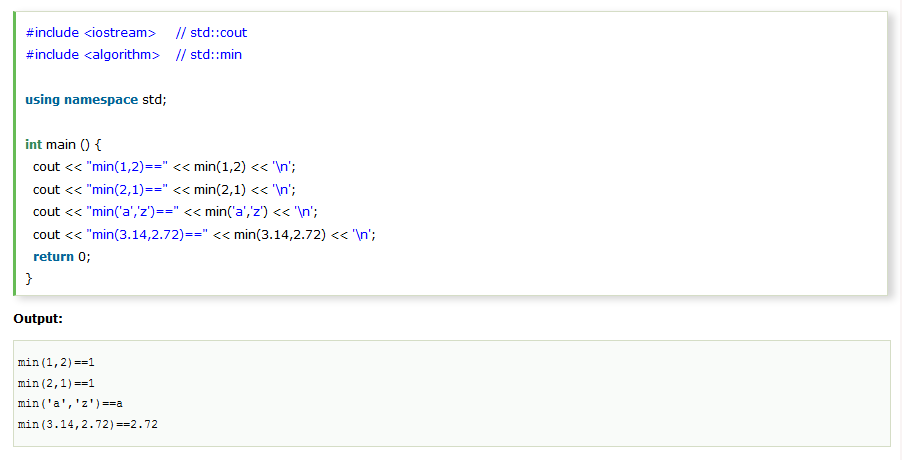 #include <iostream>     // std::cout
#include <algorithm>    // std::min
using namespace std;
int main () {
  cout << "min(1,2)==" << min(1,2) << '\n';
  cout << "min(2,1)==" << min(2,1) << '\n';
  cout << "min('a','z')==" << min('a','z') << '\n';
  cout << "min(3.14,2.72)==" << min(3.14,2.72) << '\n';
  return 0;
}
Output:
min(1,2)==1
min(2,1)==1
min('a','z')==a
min(3.14,2.72)==2.72